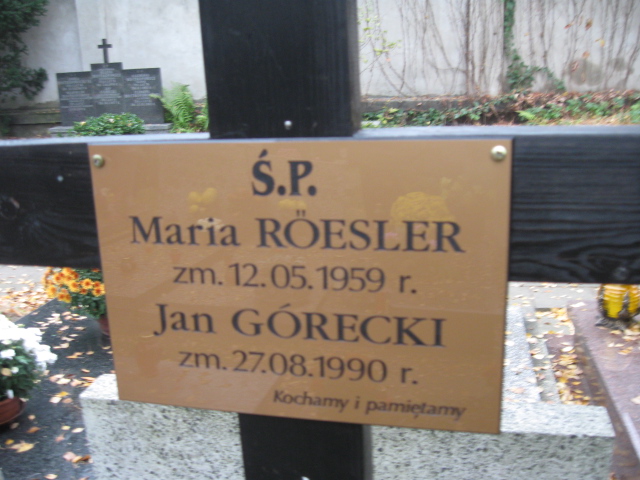 Ś.P.
Maria RÖESLER
zm. 12.05.1959 r.
Jan GÓRECKI
zm. 27.08.1990 r.
Kochamy i pamiętamy